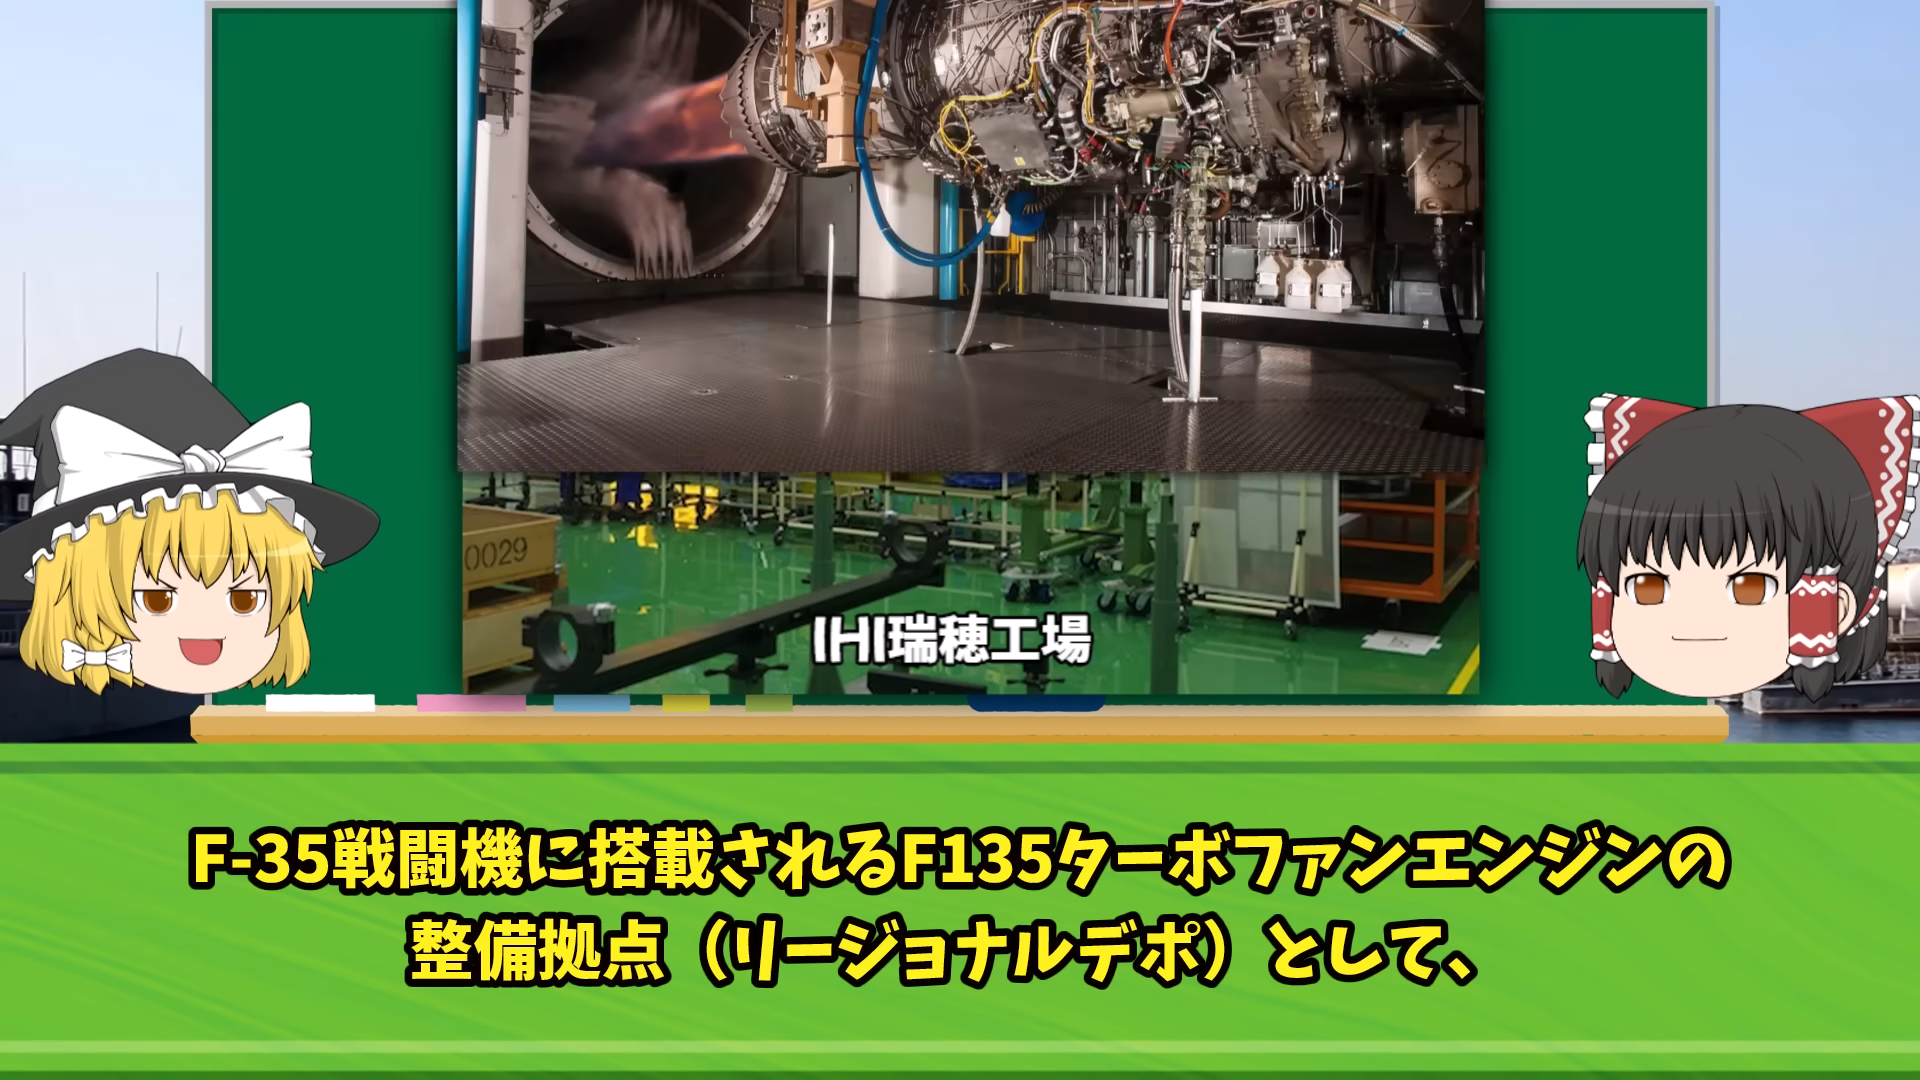 0029
IHI瑞穂工場
F-35戦闘機に搭載されるF135ターボファンエンジンの
整備拠点（リージョナルデポ）として、